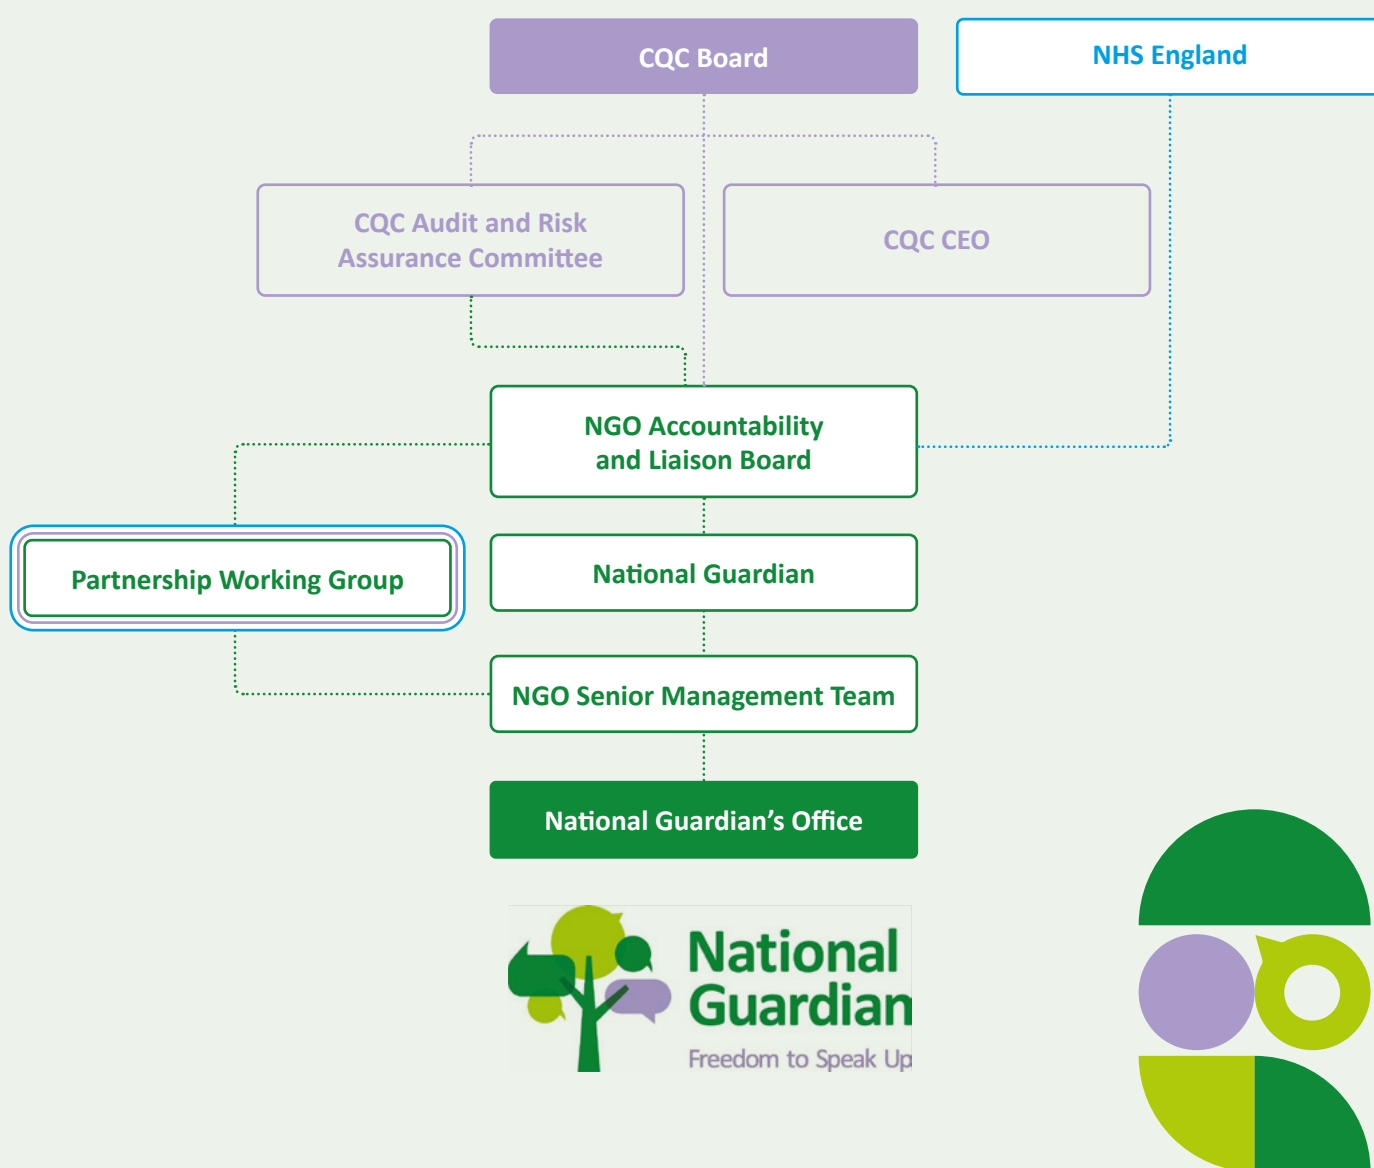 CQC Board
NHS England
CQC Audit and Risk
Assurance Committee
CQC CEO
NGO Accountability
and Liaison Board
Partnership Working Group
National Guardian
NGO Senior Management Team
National Guardian’s Office
National
Guardian
Freedom to Speak Up